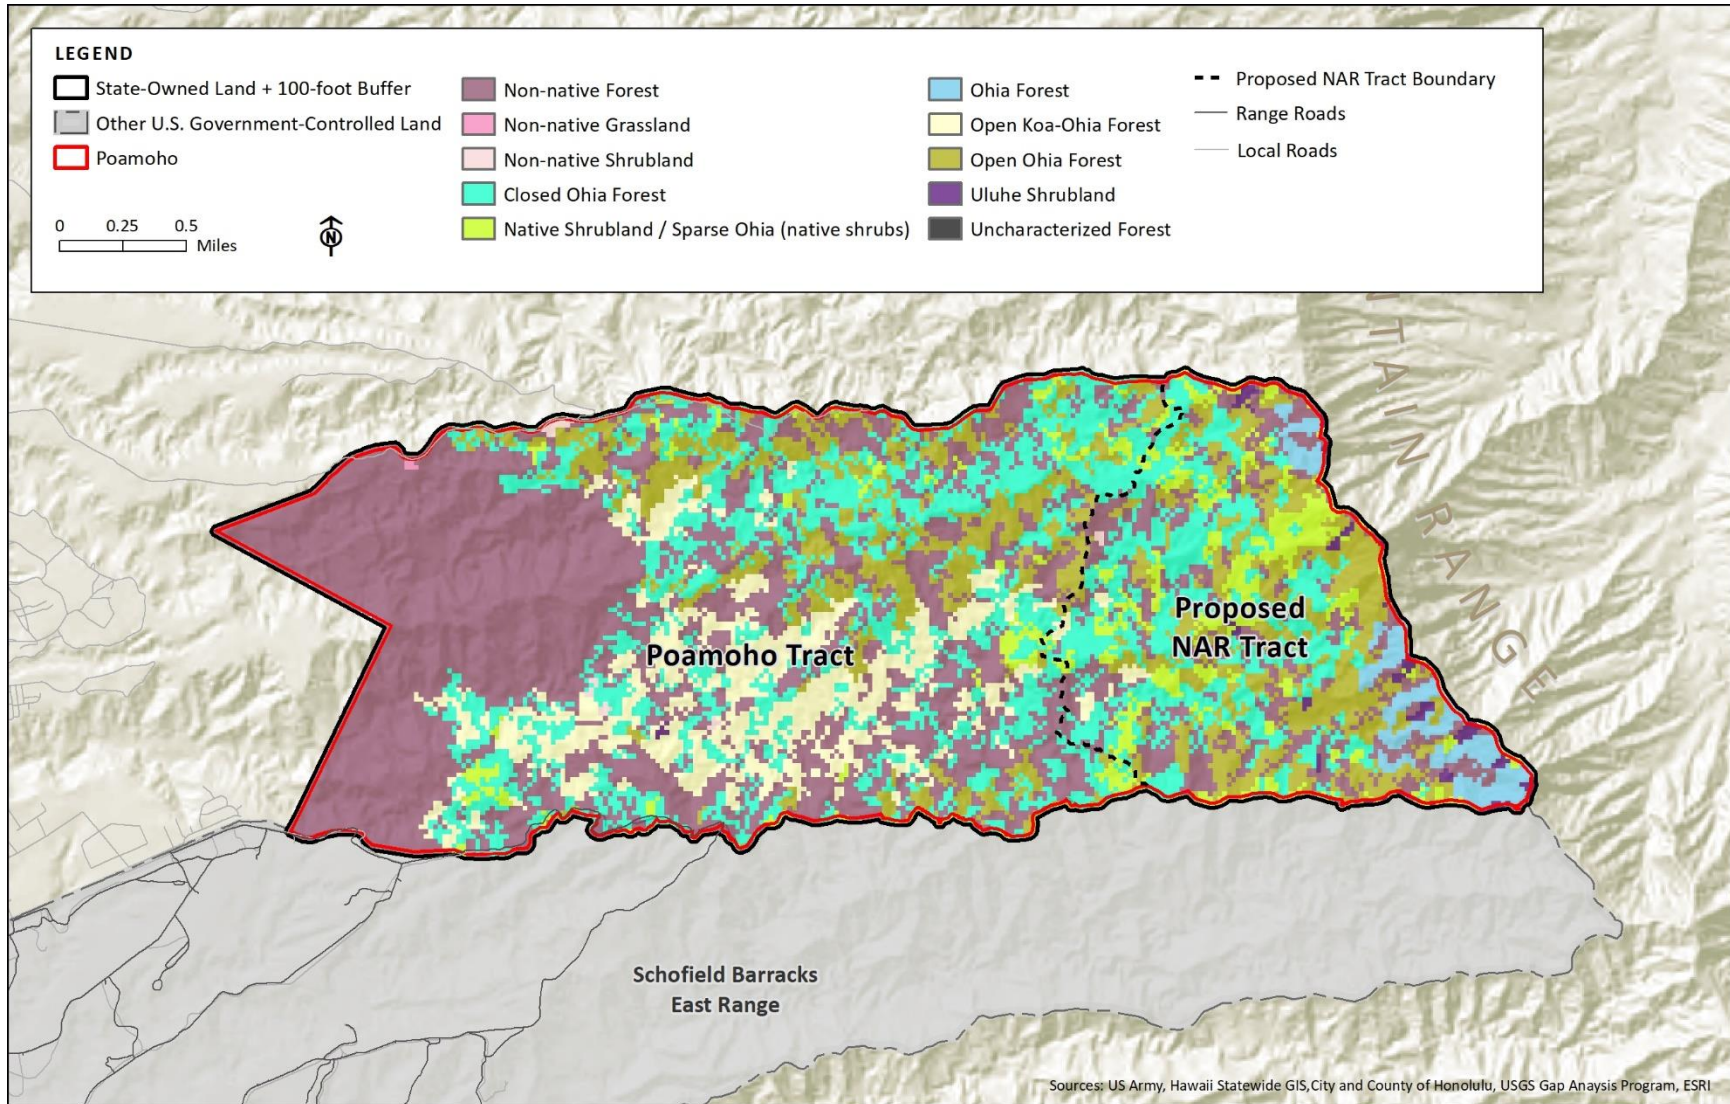 LEGEND
State-Owned Land + 100-foot Buffer
Other U.S. Government-Controlled Land
Poamoho
0 0.25 0.5
Miles
N
Non-native Forest
Non-native Grassland
Non-native Shrubland
Closed Ohia Forest
Native Shrubland / Sparse Ohia (native shrubs)
Ohia Forest
Open Koa-Ohia Forest
Open Ohia Forest
Uluhe Shrubland
Uncharacterized Forest
Proposed NAR Tract Boundary
Range Roads
Local Roads
NTAIN RANGE
Proposed
NAR Tract
Poamoho Tract
Schofield Barracks
East Range
Sources: US Army, Hawaii Statewide GIS,City and County of Honolulu, USGS Gap Anaysis Program, ESRI